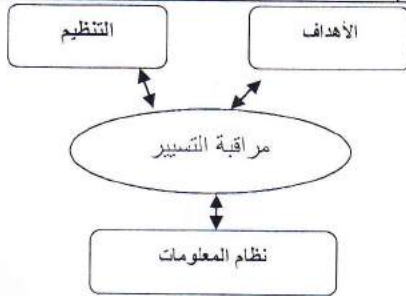 الأهداف
التنظيم
مراقبة التسيير
نظام المعلومات